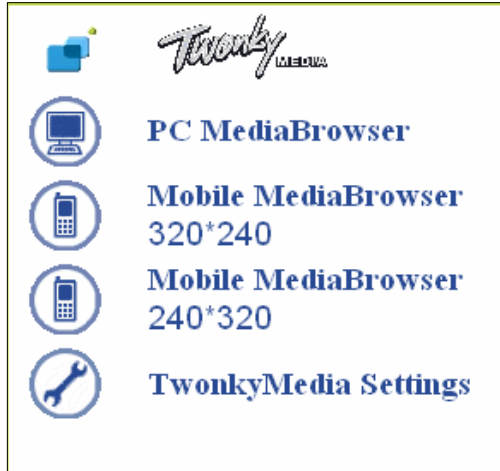 Twonky MEDIA
PC MediaBrowser
Mobile MediaBrowser
320*240
Mobile MediaBrowser
240*320
TwonkyMedia Settings